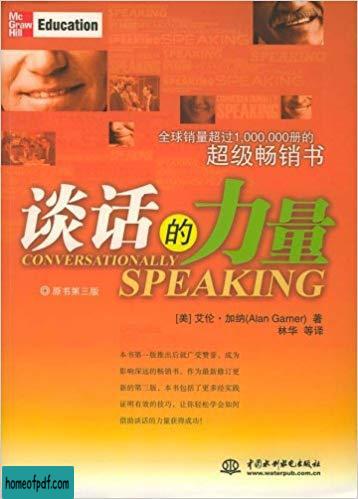 Mc
Graw
Hill
Education
全球销量超过1,000,000册的
超级畅销书
谈话的力量
CONVERSATIONALLY
SPEAKING
原书第三版
[美] 艾伦·加纳(Alan Garner) 著
林华 等译
本书第一版推出后就广受赞誉，成为
影响深远的畅销书。作为最新修订更
新的第三版，本书包括了更多经实践
证明有效的技巧，让你轻松学会如何
借助谈话的力量获得成功！
中国水利水电出版社
www.waterpub.com.cn
homeofpdf.com